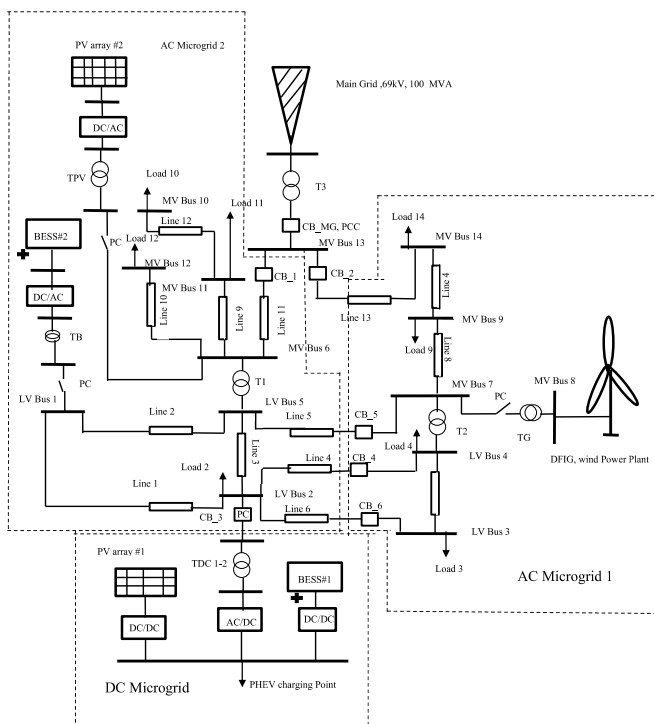 PV array #2
AC Microgrid 2
Main Grid ,69kV, 100 MVA
DC/AC
TPV
Load 10
MV Bus 10
Load 11
T3
Line 12
CB_MG, PCC
Load 14
BESS#2
PC
Load 12
MV Bus 13
MV Bus 14
MV Bus 12
CB_1
CB_2
DC/AC
MV Bus 11
Line 4
Line 10
Line 9
Line 11
Line 13
MV Bus 9
TB
Load 9
Line 8
MV Bus 6
PC
T1
MV Bus 7
MV Bus 8
LV Bus 1
LV Bus 5
PC
Line 2
Line 5
CB_5
T2
TG
Load 4
Line 3
Line 4
CB_4
LV Bus 4
DFIG, wind Power Plant
Load 2
Line 1
LV Bus 2
CB_3
PC
Line 6
CB_6
LV Bus 3
PV array #1
TDC 1-2
BESS#1
Load 3
AC Microgrid 1
DC/DC
AC/DC
DC/DC
DC Microgrid
PHEV charging Point